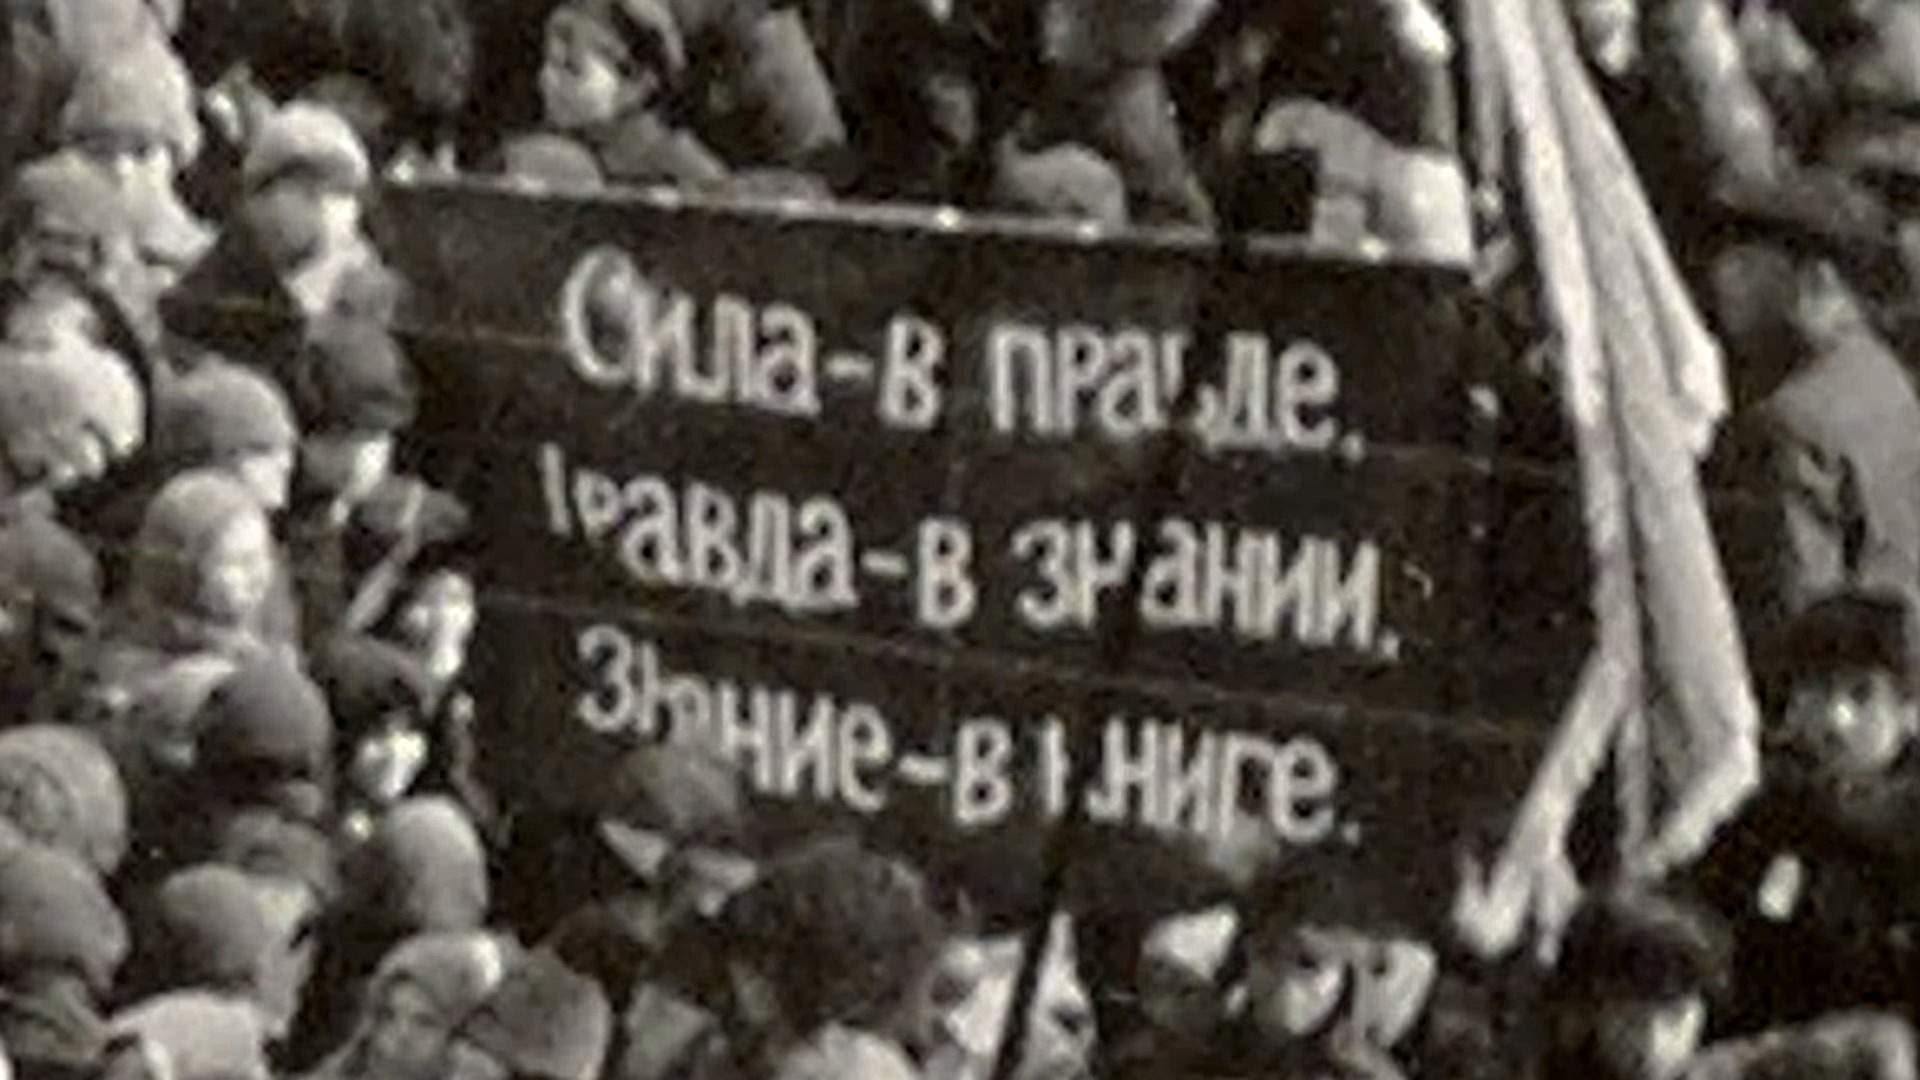 Сила-в правде.
Правда-в знании.
Знание-в книге.